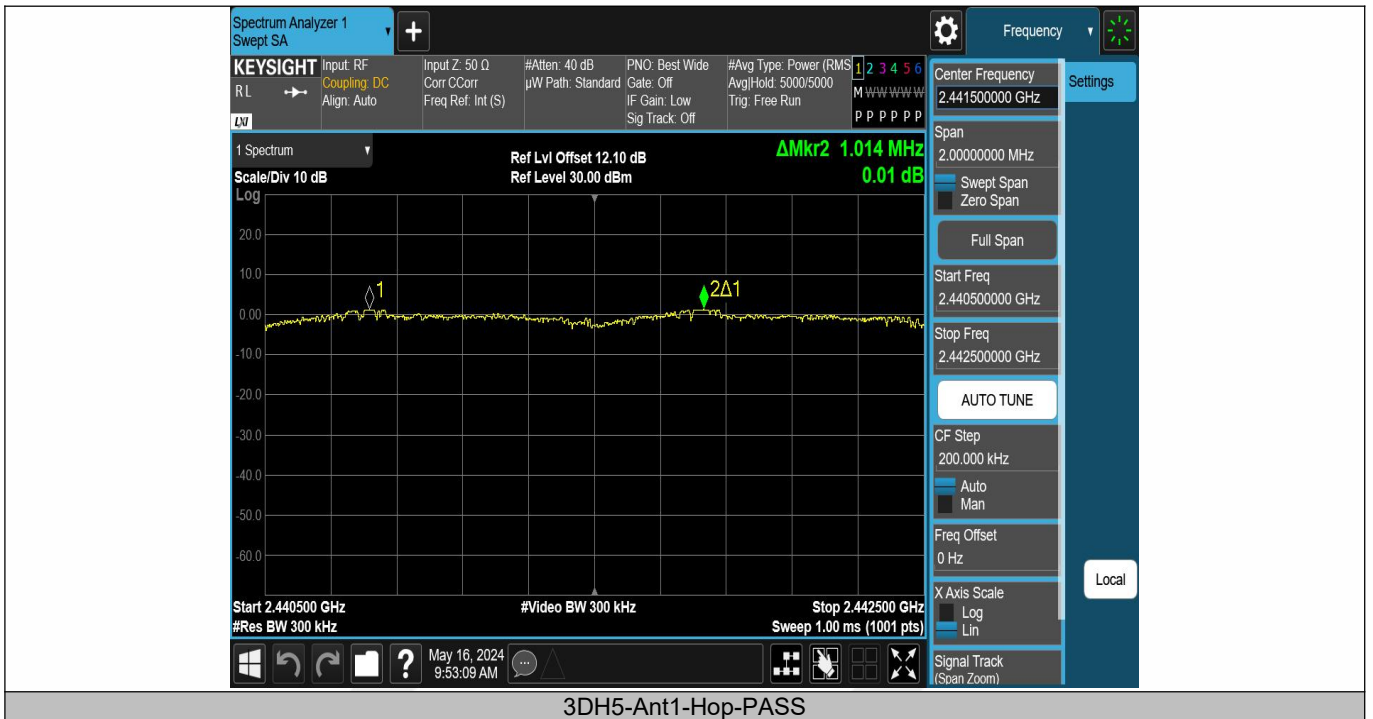 Spectrum Analyzer 1
Swept SA
+
Frequency
KEYSIGHT
RL
LXI
Input: RF
Coupling: DC
Align: Auto
Input Z: 50 Ω
Corr CCorr
Freq Ref: Int (S)
#Atten: 40 dB
µW Path: Standard
PNO: Best Wide
Gate: Off
IF Gain: Low
Sig Track: Off
#Avg Type: Power (RMS
Avg|Hold: 5000/5000
Trig: Free Run
1 2 3 4 5 6
M W W W W W
P P P P P P
1 Spectrum
Scale/Div 10 dB
Log
Ref Lvl Offset 12.10 dB
Ref Level 30.00 dBm
ΔMkr2 1.014 MHz
0.01 dB
20.0
10.0
0.00
-10.0
-20.0
-30.0
-40.0
-50.0
-60.0
1
2Δ1
Start 2.440500 GHz
#Res BW 300 kHz
#Video BW 300 kHz
Stop 2.442500 GHz
Sweep 1.00 ms (1001 pts)
?
May 16, 2024
9:53:09 AM
Center Frequency
2.441500000 GHz
Settings
Span
2.00000000 MHz
Swept Span
Zero Span
Full Span
Start Freq
2.440500000 GHz
Stop Freq
2.442500000 GHz
AUTO TUNE
CF Step
200.000 kHz
Auto
Man
Freq Offset
0 Hz
X Axis Scale
Log
Lin
Local
Signal Track
(Span Zoom)
3DH5-Ant1-Hop-PASS